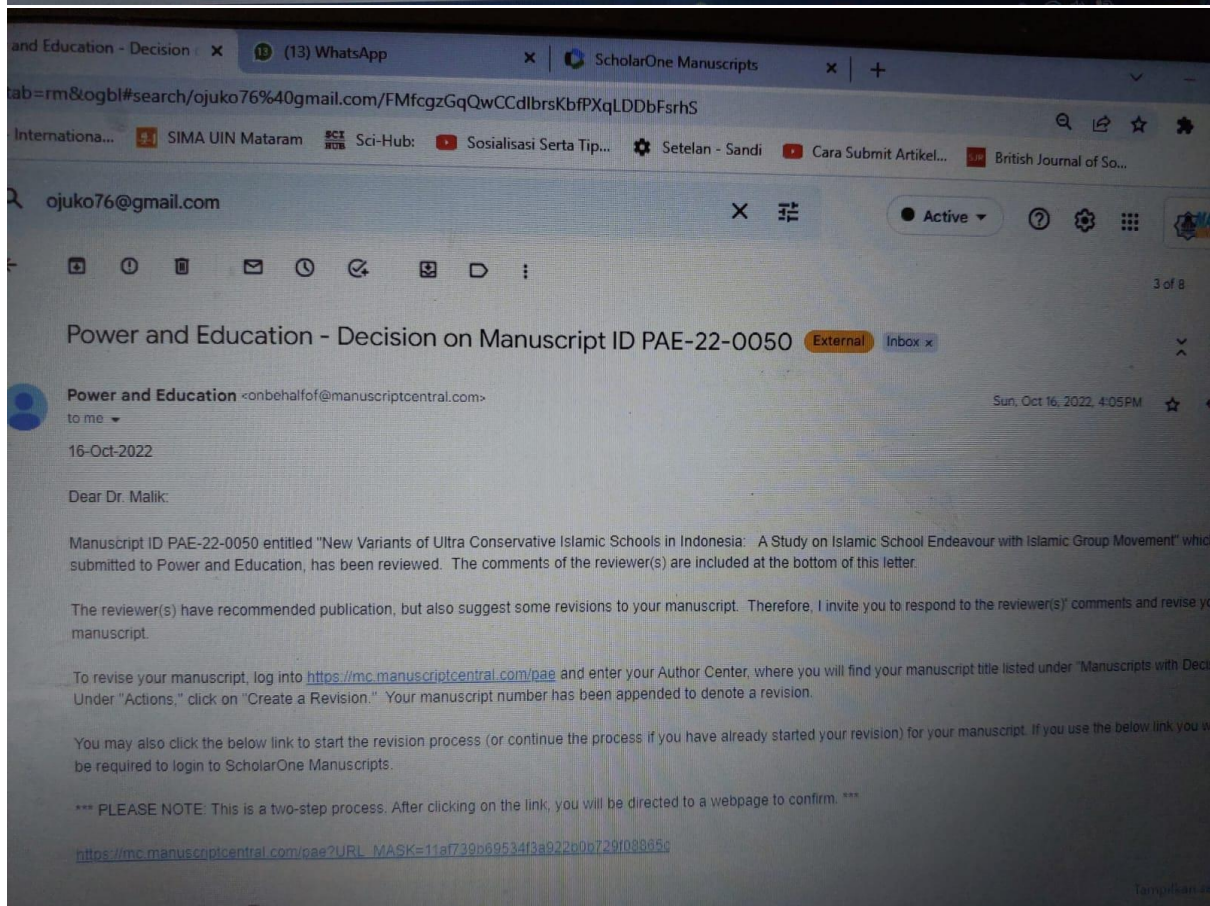 and Education - Decision
(13) WhatsApp
ScholarOne Manuscripts
tab=rm&ogbl#search/ojuko76%40gmail.com/FMfcgzGqQwCCdlbrsKbfPXqLDDbFsrhS
Internationa...
SIMA UIN Mataram
Sci-Hub:
Sosialisasi Serta Tip...
Setelan - Sandi
Cara Submit Artikel...
British Journal of So...
ojuko76@gmail.com
Active
3 of 8
Power and Education - Decision on Manuscript ID PAE-22-0050 External Inbox ×
Power and Education <onbehalfof@manuscriptcentral.com>
Sun, Oct 16, 2022, 4:05 PM
to me
16-Oct-2022
Dear Dr. Malik:
Manuscript ID PAE-22-0050 entitled "New Variants of Ultra Conservative Islamic Schools in Indonesia: A Study on Islamic School Endeavour with Islamic Group Movement" whic
submitted to Power and Education, has been reviewed. The comments of the reviewer(s) are included at the bottom of this letter.
The reviewer(s) have recommended publication, but also suggest some revisions to your manuscript. Therefore, I invite you to respond to the reviewer(s)' comments and revise yo
manuscript.
To revise your manuscript, log into https://mc.manuscriptcentral.com/pae and enter your Author Center, where you will find your manuscript title listed under "Manuscripts with Deci
Under "Actions," click on "Create a Revision." Your manuscript number has been appended to denote a revision.
You may also click the below link to start the revision process (or continue the process if you have already started your revision) for your manuscript. If you use the below link you w
be required to login to ScholarOne Manuscripts.
*** PLEASE NOTE: This is a two-step process. After clicking on the link, you will be directed to a webpage to confirm. ***
https://mc.manuscriptcentral.com/pae?URL_MASK=11af739b69534f3a922b0b729f08865c
Tampilkan